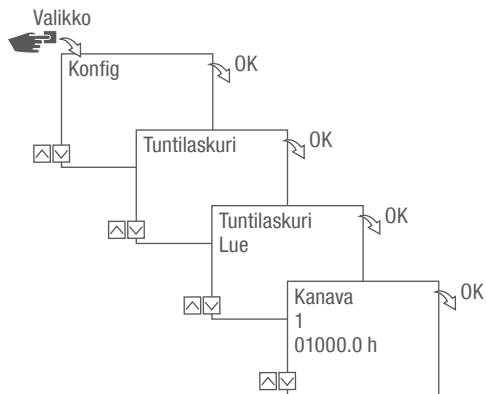 Valikko
Konfig
OK
Tuntilaskuri
OK
Tuntilaskuri
Lue
OK
Kanava
1
01000.0 h
OK